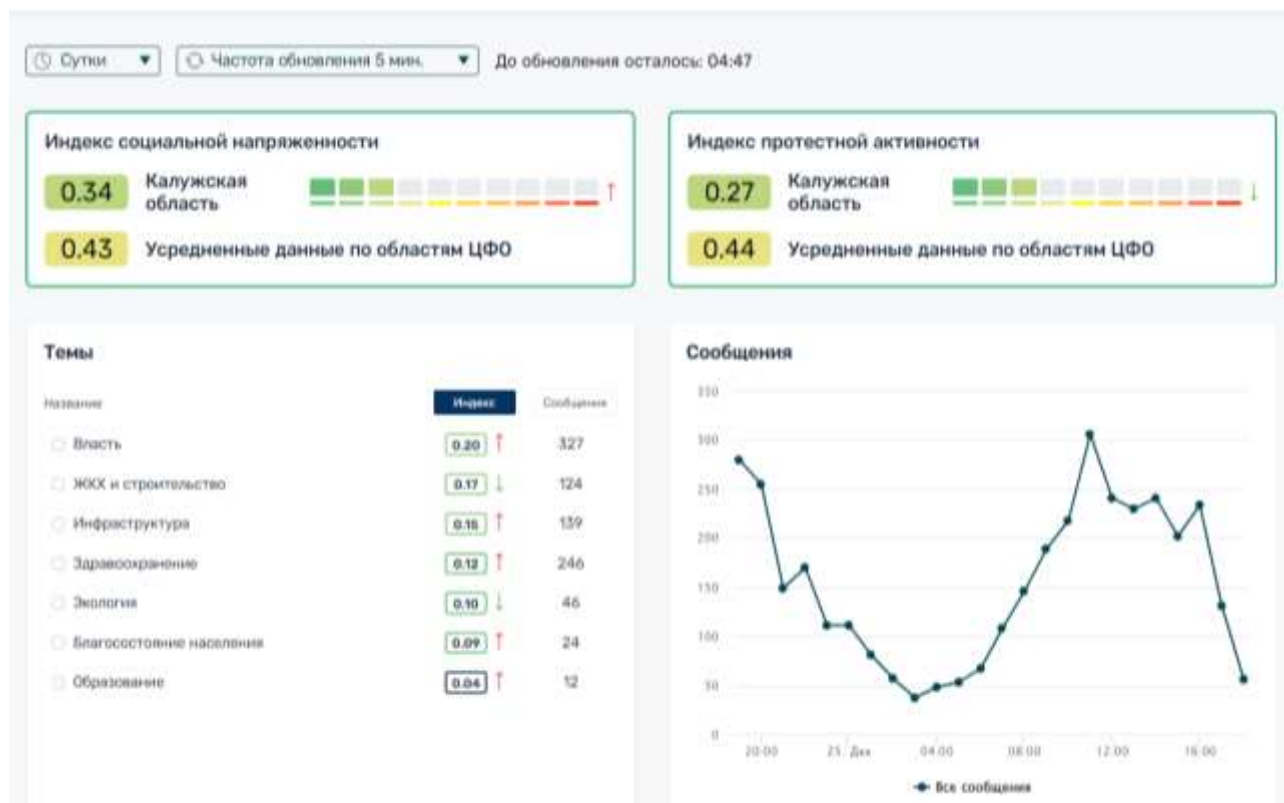 Сутки
Частота обновления 5 мин.
До обновления осталось: 04:47
Индекс социальной напряженности
0.34
Калужская
область
↑
0.43
Усредненные данные по областям ЦФО
Индекс протестной активности
0.27
Калужская
область
↓
0.44
Усредненные данные по областям ЦФО
Темы
Название Индекс Сообщения
Власть 0.20 ↑ 327
ЖКХ и строительство 0.17 ↓ 124
Инфраструктура 0.15 ↑ 139
Здравоохранение 0.12 ↑ 246
Экология 0.10 ↓ 46
Благосостояние населения 0.09 ↑ 24
Образование 0.04 ↑ 12
Сообщения
350
300
250
200
150
100
50
0
20:00 25. Дек 04:00 08:00 12:00 16:00
Все сообщения